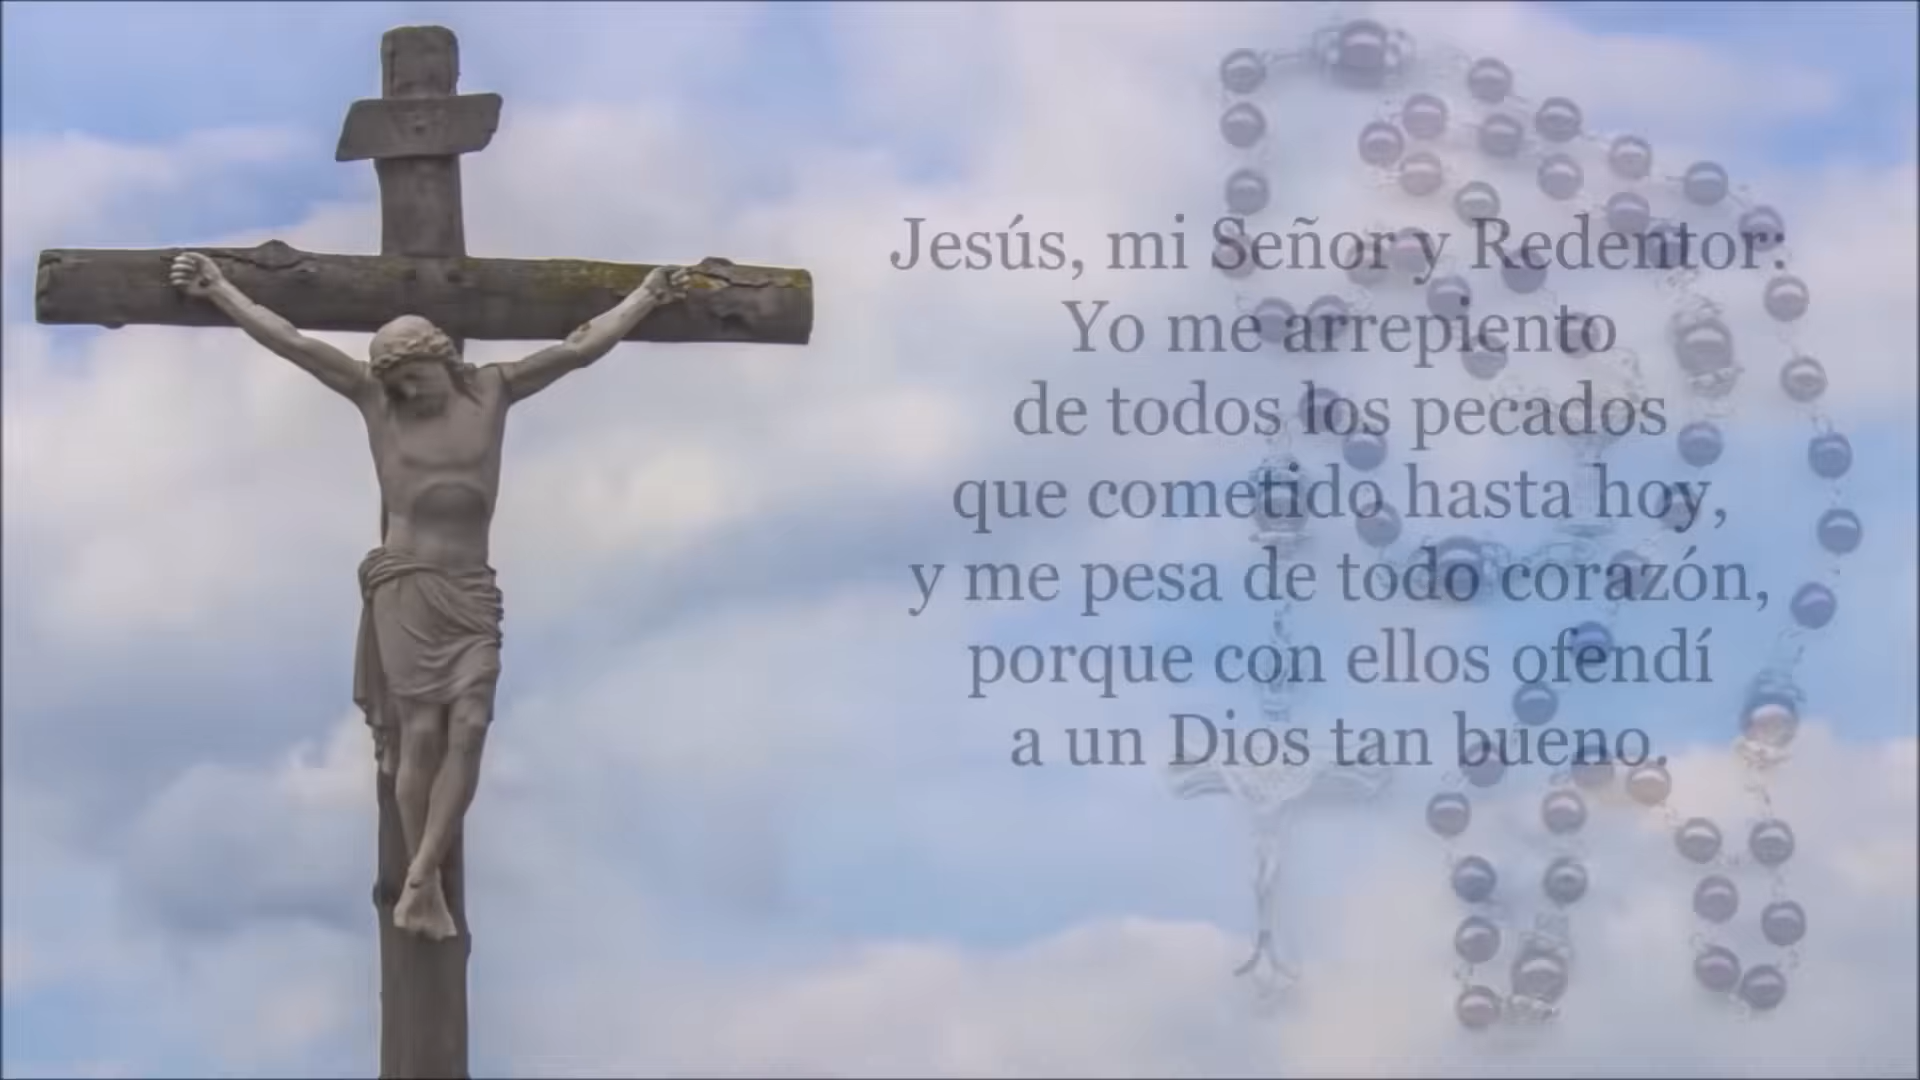 Jesús, mi Señor y Redentor:
Yo me arrepiento
de todos los pecados
que cometido hasta hoy,
y me pesa de todo corazón,
porque con ellos ofendí
a un Dios tan bueno.